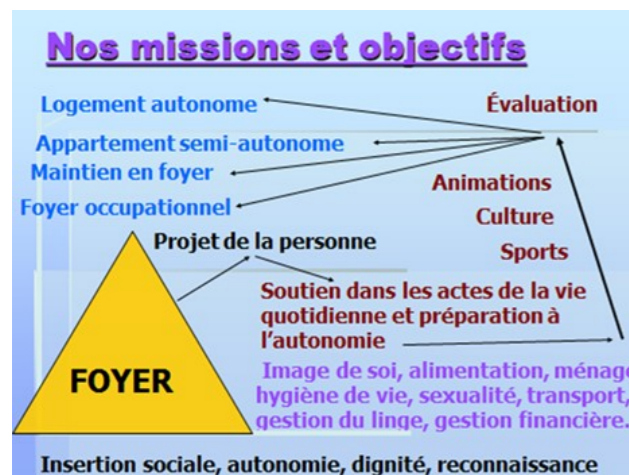 Nos missions et objectifs
Logement autonome
Évaluation
Appartement semi-autonome
Maintien en foyer
Animations
Foyer occupationnel
Culture
Projet de la personne
Sports
Soutien dans les actes de la vie
quotidienne et préparation à
l'autonomie
FOYER
Image de soi, alimentation, ménage
hygiène de vie, sexualité, transport,
gestion du linge, gestion financière.
Insertion sociale, autonomie, dignité, reconnaissance